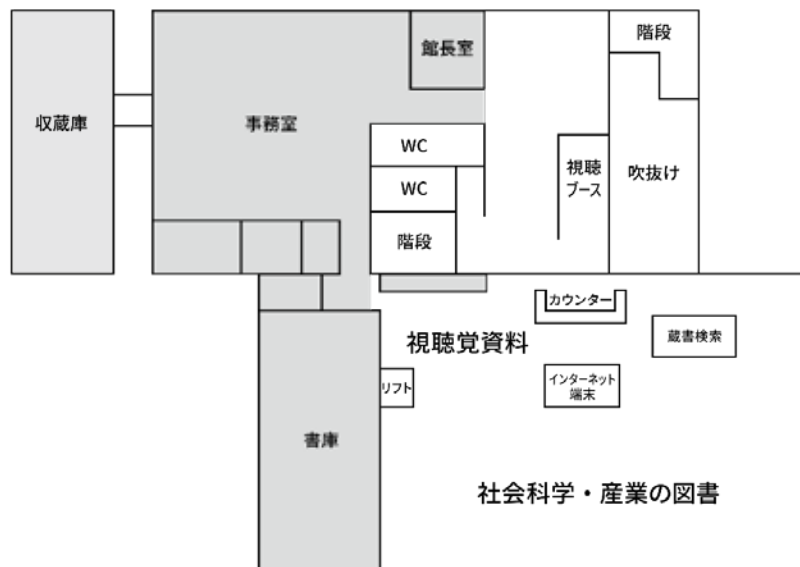 階段
館長室
収蔵庫
事務室
WC
視聴
ブース
吹抜け
WC
階段
カウンター
視聴党資料
蔵書検索
リフト
インターネット
端末
書庫
社会科学・産業の図書